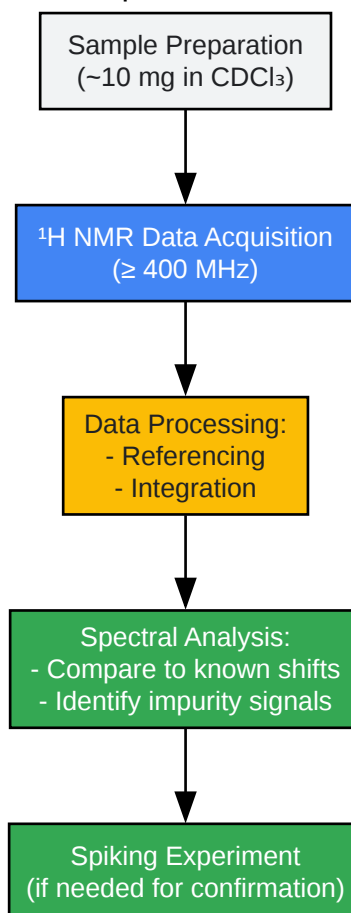 Sample Preparation
(~10 mg in CDCl₃)
¹H NMR Data Acquisition
(≥ 400 MHz)
Data Processing:
- Referencing
- Integration
Spectral Analysis:
- Compare to known shifts
- Identify impurity signals
Spiking Experiment
(if needed for confirmation)